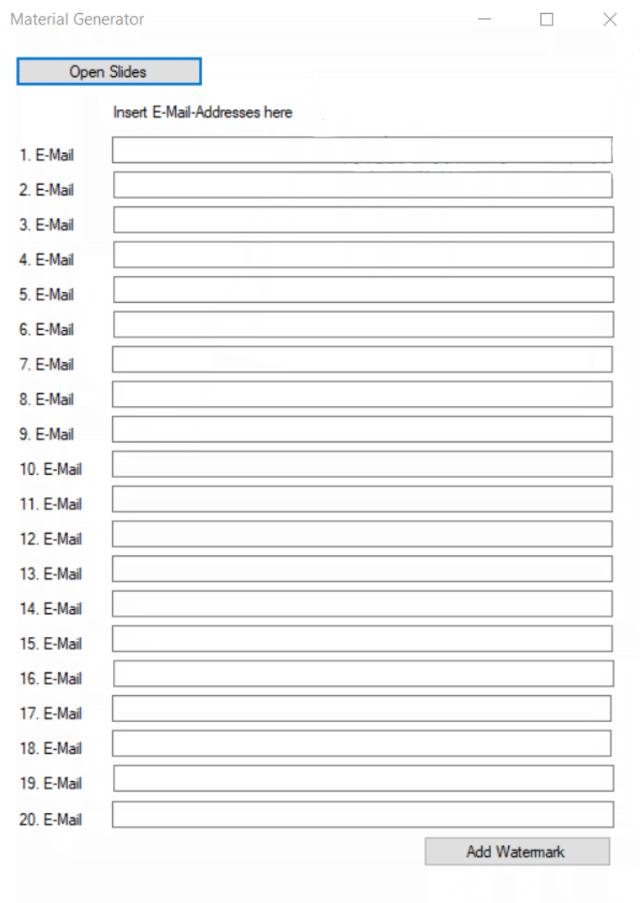 Material Generator
Open Slides
Insert E-Mail-Addresses here
1. E-Mail
2. E-Mail
3. E-Mail
4. E-Mail
5. E-Mail
6. E-Mail
7. E-Mail
8. E-Mail
9. E-Mail
10. E-Mail
11. E-Mail
12. E-Mail
13. E-Mail
14. E-Mail
15. E-Mail
16. E-Mail
17. E-Mail
18. E-Mail
19. E-Mail
20. E-Mail
Add Watermark